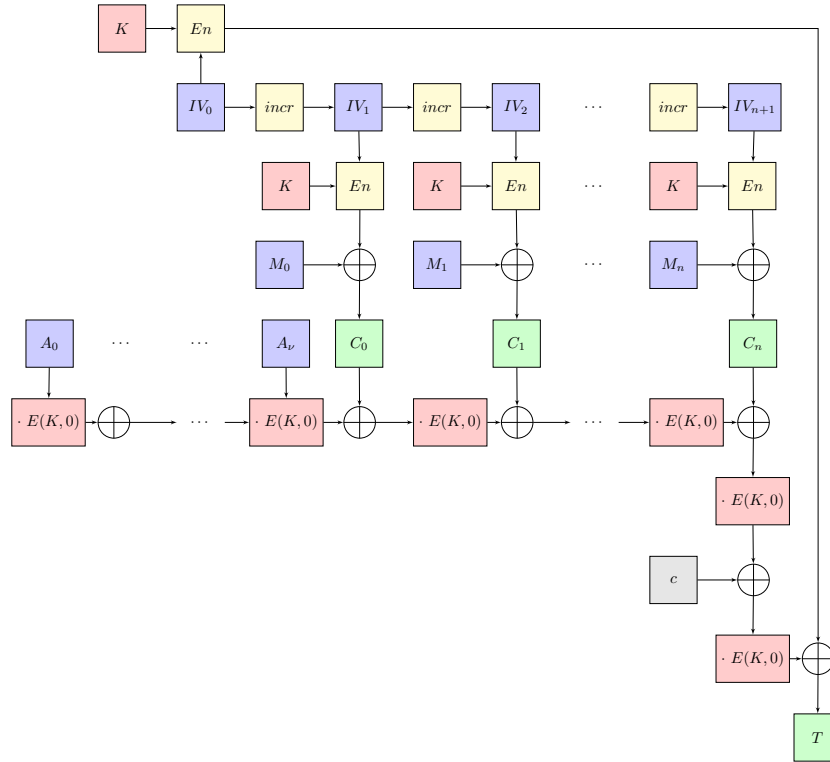 K En
IV₀ incr IV₁ incr IV₂ ... incr IVₙ₊₁
K En K En ... K En
M₀ M₁ ... Mₙ
A₀ ... ... Aᵥ C₀ C₁ Cₙ
· E(K, 0) ... · E(K, 0) · E(K, 0) ... · E(K, 0)
· E(K, 0)
c
· E(K, 0)
T